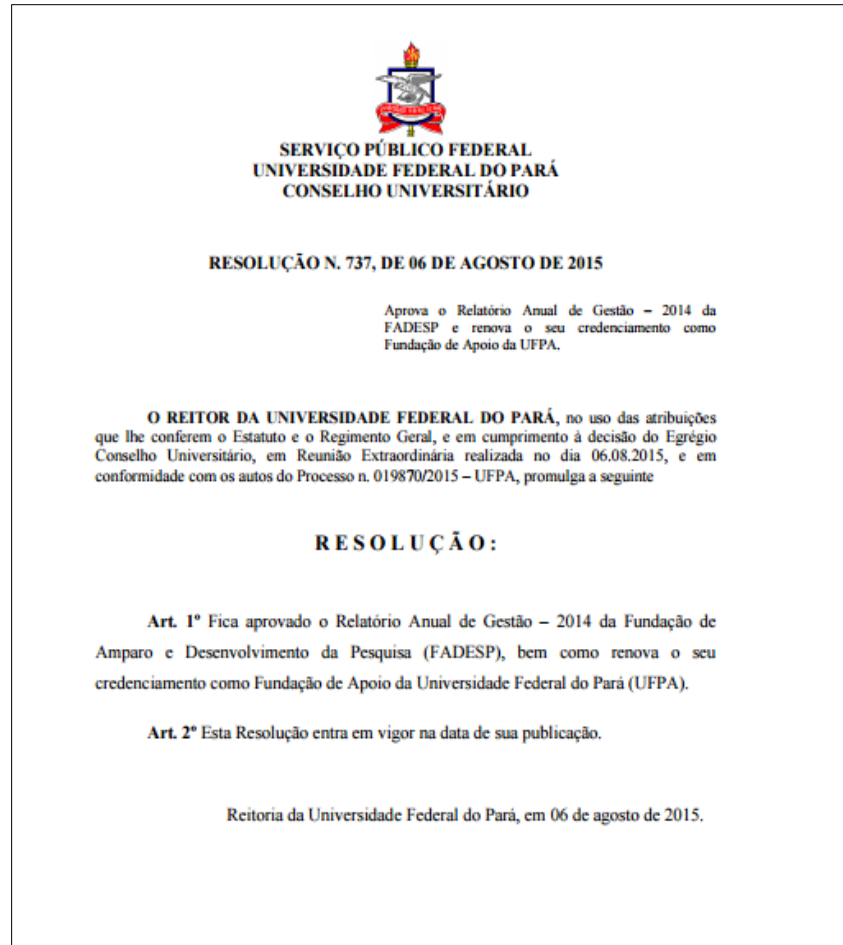 SERVIÇO PÚBLICO FEDERAL
UNIVERSIDADE FEDERAL DO PARÁ
CONSELHO UNIVERSITÁRIO
RESOLUÇÃO N. 737, DE 06 DE AGOSTO DE 2015
Aprova o Relatório Anual de Gestão – 2014 da
FADESP e renova o seu credenciamento como
Fundação de Apoio da UFPA.
O REITOR DA UNIVERSIDADE FEDERAL DO PARÁ, no uso das atribuições
que lhe conferem o Estatuto e o Regimento Geral, e em cumprimento à decisão do Egrégio
Conselho Universitário, em Reunião Extraordinária realizada no dia 06.08.2015, e em
conformidade com os autos do Processo n. 019870/2015 – UFPA, promulga a seguinte
R E S O L U Ç Ã O :
Art. 1º Fica aprovado o Relatório Anual de Gestão – 2014 da Fundação de
Amparo e Desenvolvimento da Pesquisa (FADESP), bem como renova o seu
credenciamento como Fundação de Apoio da Universidade Federal do Pará (UFPA).
Art. 2º Esta Resolução entra em vigor na data de sua publicação.
Reitoria da Universidade Federal do Pará, em 06 de agosto de 2015.